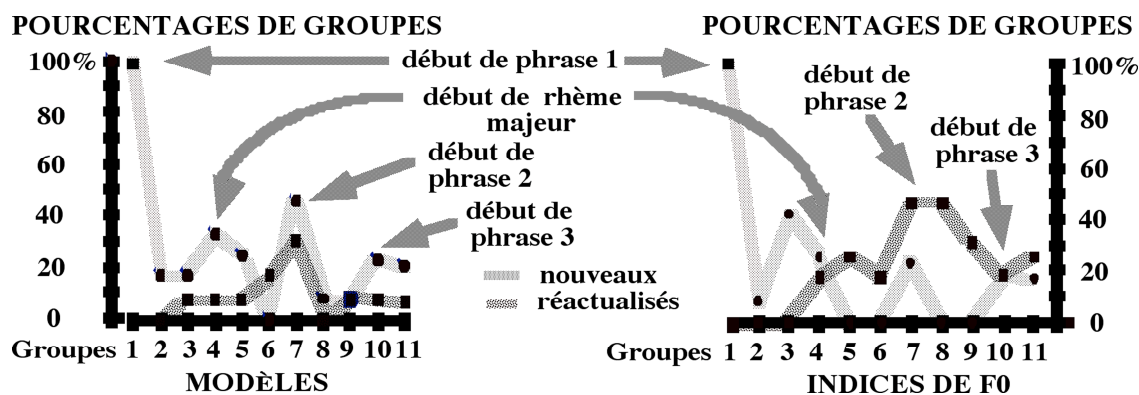 POURCENTAGES DE GROUPES
100%
80
60
40
20
0
Groupes 1 2 3 4 5 6 7 8 9 10 11
MODÈLES
début de phrase 1
début de rhème
majeur
début de
phrase 2
début de
phrase 3
nouveaux
réactualisés
POURCENTAGES DE GROUPES
début de
phrase 2
début de
phrase 3
100%
80
60
40
20
0
Groupes 1 2 3 4 5 6 7 8 9 10 11
INDICES DE F0